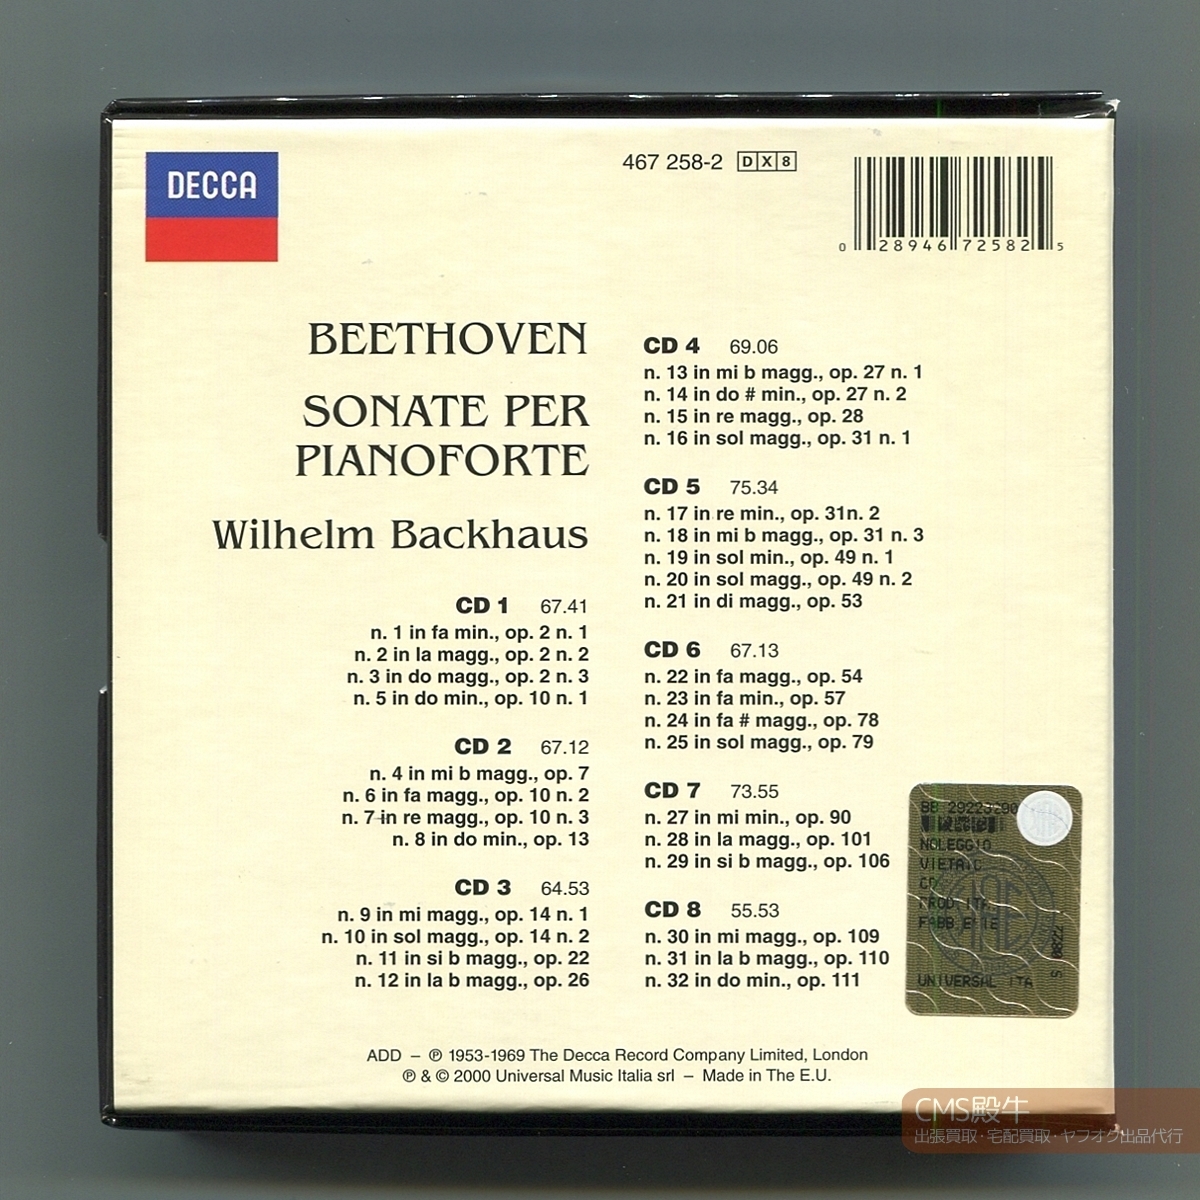 DECCA
467 258-2 DX8
0 28946 72582 5
BEETHOVEN
SONATE PER
PIANOFORTE
Wilhelm Backhaus
CD 1 67.41
n. 1 in fa min., op. 2 n. 1
n. 2 in la magg., op. 2 n. 2
n. 3 in do magg., op. 2 n. 3
n. 5 in do min., op. 10 n. 1
CD 2 67.12
n. 4 in mi b magg., op. 7
n. 6 in fa magg., op. 10 n. 2
n. 7 in re magg., op. 10 n. 3
n. 8 in do min., op. 13
CD 3 64.53
n. 9 in mi magg., op. 14 n. 1
n. 10 in sol magg., op. 14 n. 2
n. 11 in si b magg., op. 22
n. 12 in la b magg., op. 26
CD 4 69.06
n. 13 in mi b magg., op. 27 n. 1
n. 14 in do # min., op. 27 n. 2
n. 15 in re magg., op. 28
n. 16 in sol magg., op. 31 n. 1
CD 5 75.34
n. 17 in re min., op. 31n. 2
n. 18 in mi b magg., op. 31 n. 3
n. 19 in sol min., op. 49 n. 1
n. 20 in sol magg., op. 49 n. 2
n. 21 in di magg., op. 53
CD 6 67.13
n. 22 in fa magg., op. 54
n. 23 in fa min., op. 57
n. 24 in fa # magg., op. 78
n. 25 in sol magg., op. 79
CD 7 73.55
n. 27 in mi min., op. 90
n. 28 in la magg., op. 101
n. 29 in si b magg., op. 106
CD 8 55.53
n. 30 in mi magg., op. 109
n. 31 in la b magg., op. 110
n. 32 in do min., op. 111
NOLEGGIO
UNIVERSAL ITA
ADD – ℗ 1953-1969 The Decca Record Company Limited, London
℗ & © 2000 Universal Music Italia srl – Made in The E.U.
CMS殿牛
出張買取・宅配買取・ヤフオク出品代行